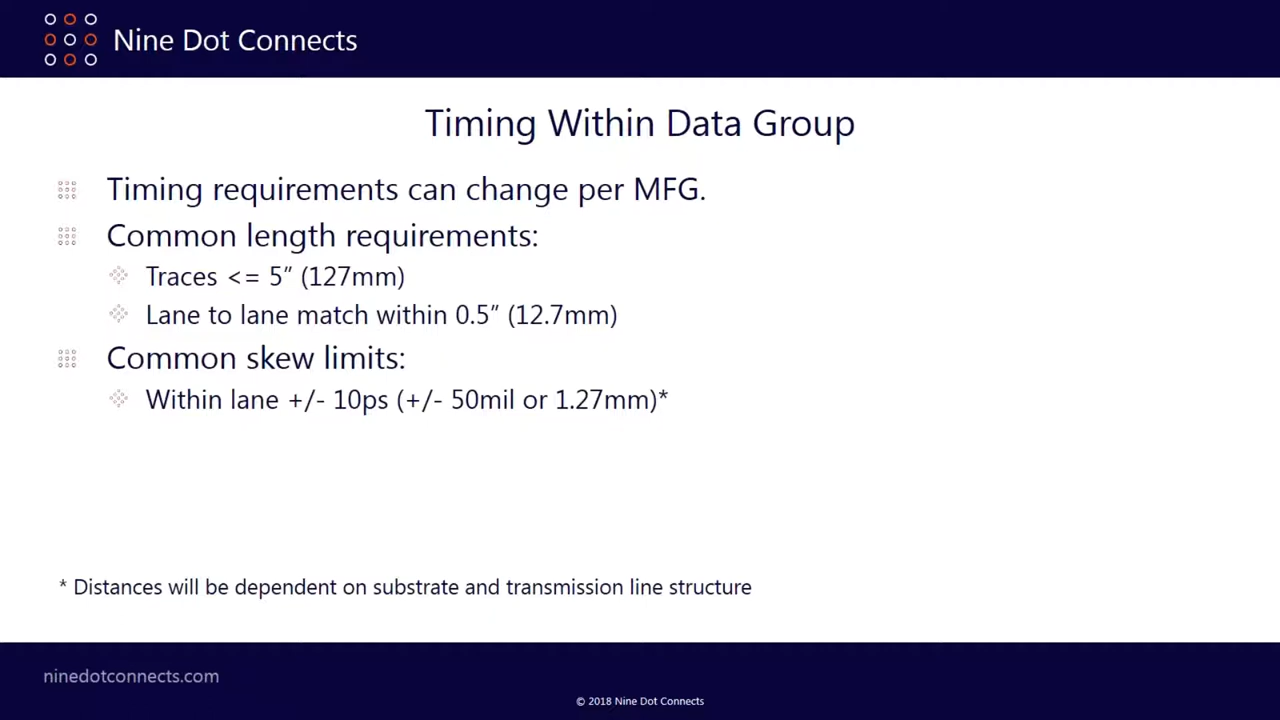 Nine Dot Connects
Timing Within Data Group
Timing requirements can change per MFG.
Common length requirements:
Traces <= 5” (127mm)
Lane to lane match within 0.5” (12.7mm)
Common skew limits:
Within lane +/- 10ps (+/- 50mil or 1.27mm)*
* Distances will be dependent on substrate and transmission line structure
ninedotconnects.com
© 2018 Nine Dot Connects